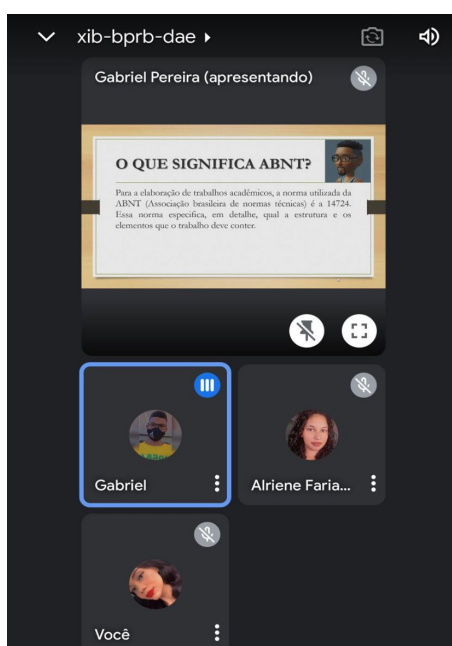 xib-bprb-dae
Gabriel Pereira (apresentando)
O QUE SIGNIFICA ABNT?
Para a elaboração de trabalhos acadêmicos, a norma utilizada da
ABNT (Associação brasileira de normas técnicas) é a 14724.
Essa norma especifica, em detalhe, qual a estrutura e os
elementos que o trabalho deve conter.
Gabriel
Alriene Faria...
Você